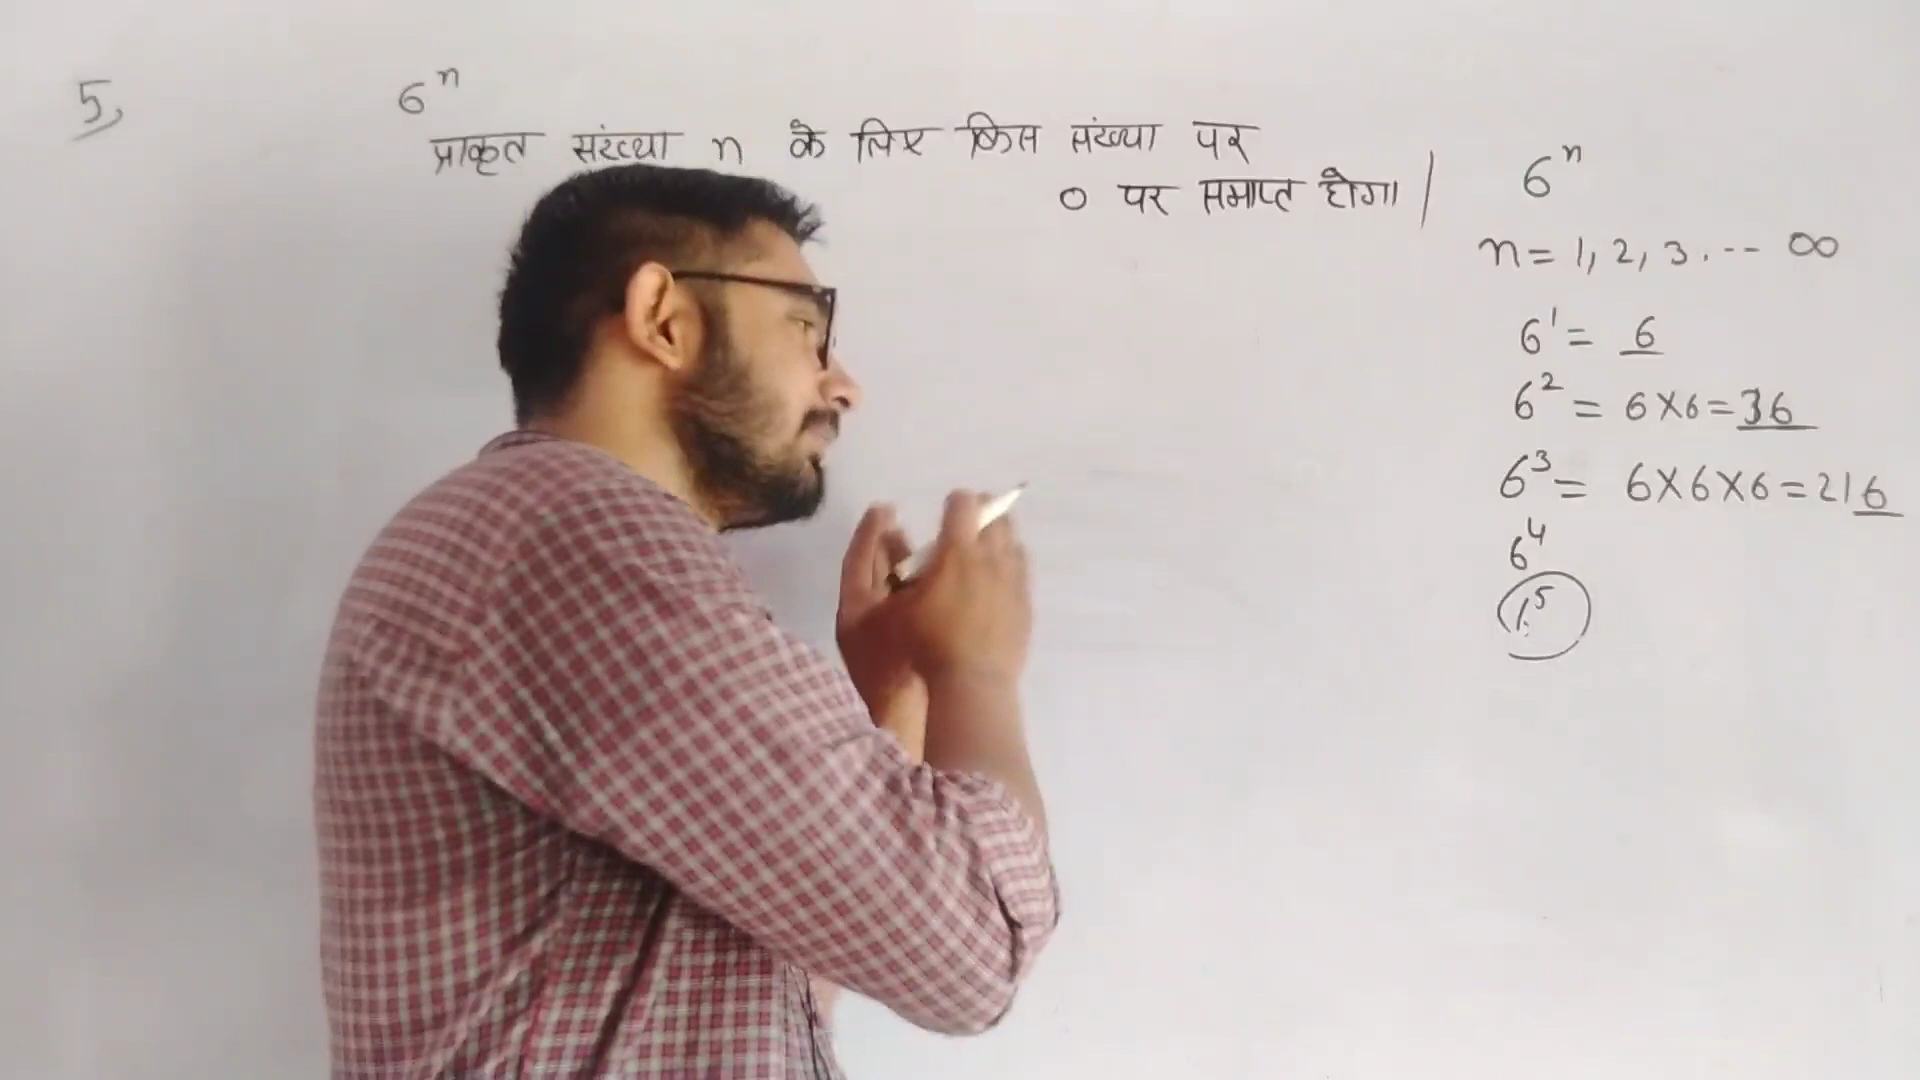 5,
6ⁿ
प्राकृत संख्या n के लिए किस संख्या पर
0 पर समाप्त होगा।
6ⁿ
n = 1, 2, 3, -- ∞
6¹ = 6
6² = 6×6=36
6³ = 6×6×6=216
6⁴